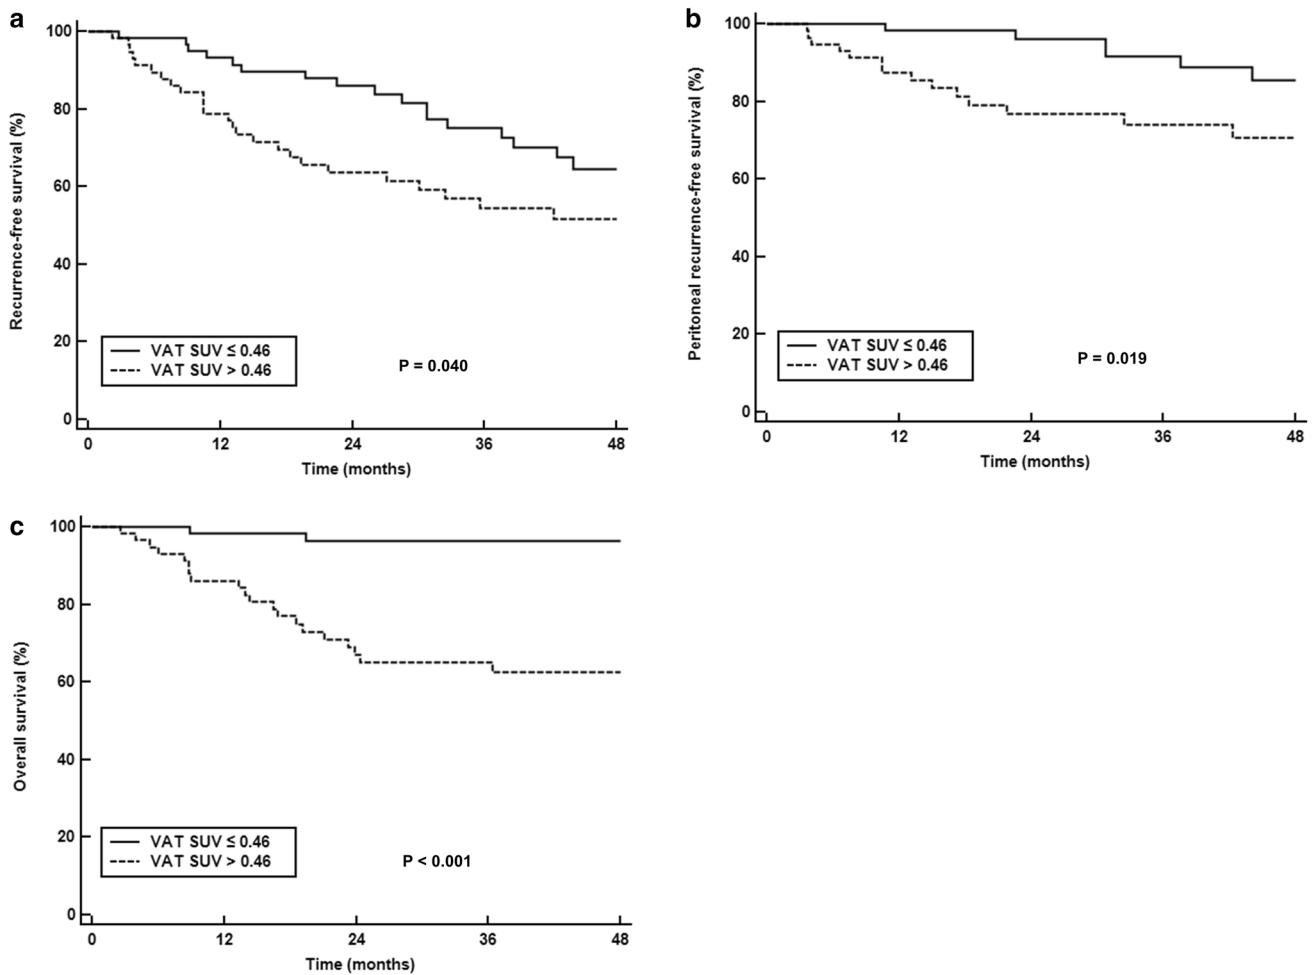 a
Recurrence-free survival (%)
100
80
60
40
20
0
VAT SUV ≤ 0.46
VAT SUV > 0.46
P = 0.040
0 12 24 36 48
Time (months)
b
Peritoneal recurrence-free survival (%)
100
80
60
40
20
0
VAT SUV ≤ 0.46
VAT SUV > 0.46
P = 0.019
0 12 24 36 48
Time (months)
c
Overall survival (%)
100
80
60
40
20
0
VAT SUV ≤ 0.46
VAT SUV > 0.46
P < 0.001
0 12 24 36 48
Time (months)